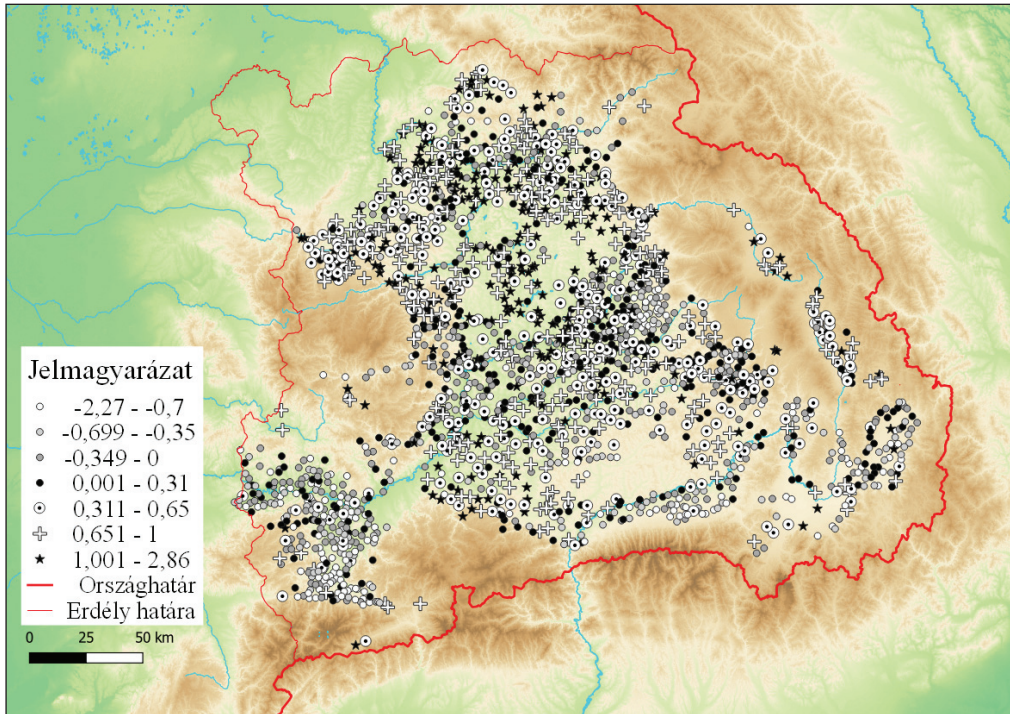 Jelmagyarázat
-2,27 - -0,7
-0,699 - -0,35
-0,349 - 0
0,001 - 0,31
0,311 - 0,65
0,651 - 1
1,001 - 2,86
Országhatár
Erdély határa
0 25 50 km